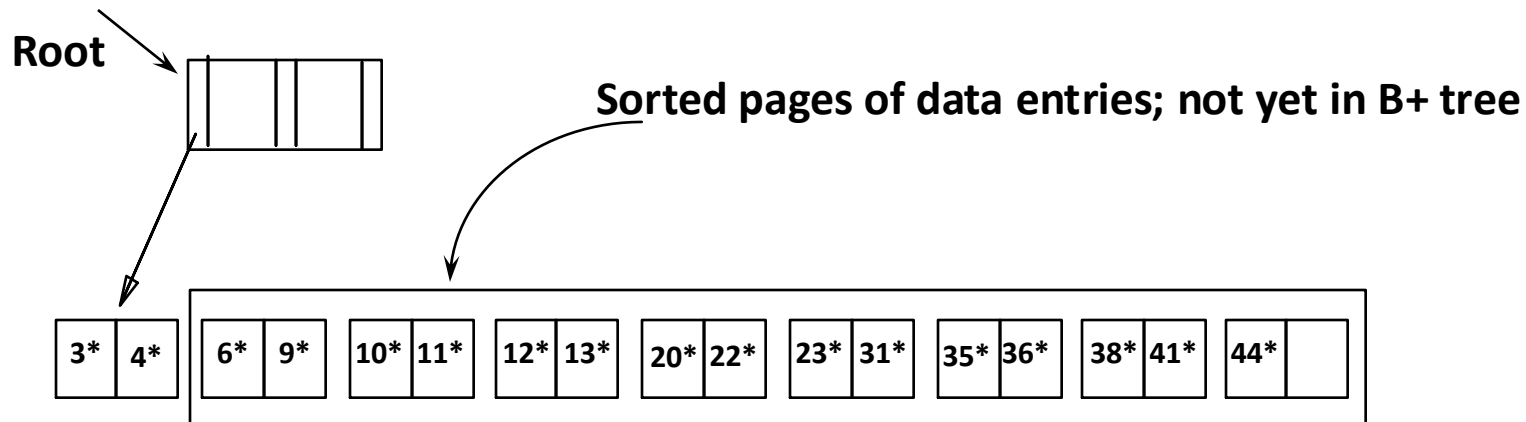 Root
Sorted pages of data entries; not yet in B+ tree
3* 4* 6* 9* 10* 11* 12* 13* 20* 22* 23* 31* 35* 36* 38* 41* 44*